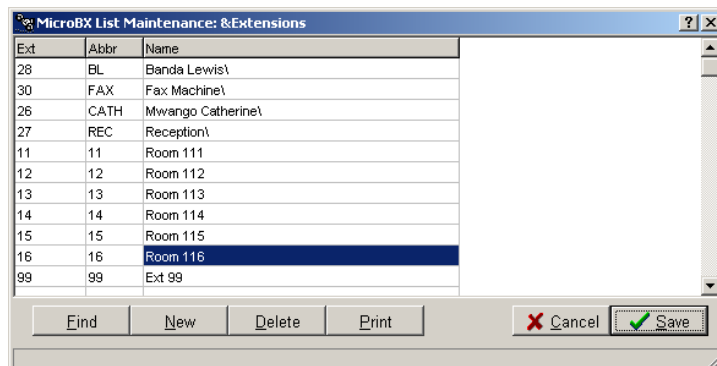 MicroBX List Maintenance: &Extensions
Ext Abbr Name
28 BL Banda Lewis\
30 FAX Fax Machine\
26 CATH Mwango Catherine\
27 REC Reception\
11 11 Room 111
12 12 Room 112
13 13 Room 113
14 14 Room 114
15 15 Room 115
16 16 Room 116
99 99 Ext 99
Find New Delete Print Cancel Save